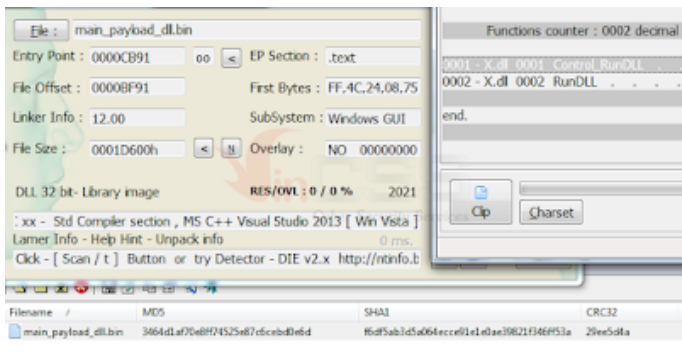 File : main_payload_dll.bin
Entry Point : 0000CB91 oo < EP Section : .text
File Offset : 0000BF91 First Bytes : FF,4C,24,08,75
Linker Info : 12.00 SubSystem : Windows GUI
File Size : 0001D600h < N Overlay : NO 00000000
DLL 32 bit- Library image RES/OVL : 0 / 0 % 2021
xx - Std Compiler section , MS C++ Visual Studio 2013 [ Win Vista ]
Lamer Info - Help Hint - Unpack info 0 ms.
Click - [ Scan / t ] Button or try Detector - DIE v2.x http://ntinfo.b
Functions counter : 0002 decimal
0001 - X.dll 0001 Control_RunDLL . .
0002 - X.dll 0002 RunDLL . . . .
end.
Clip Charset
Filename / MD5 SHA1 CRC32
main_payload_dll.bin 3464d1af70e8ff74525e87c6cebd0e6d f6df5ab3d5a064ecce91e1e0ae39821f346ff53a 29ee5d4a